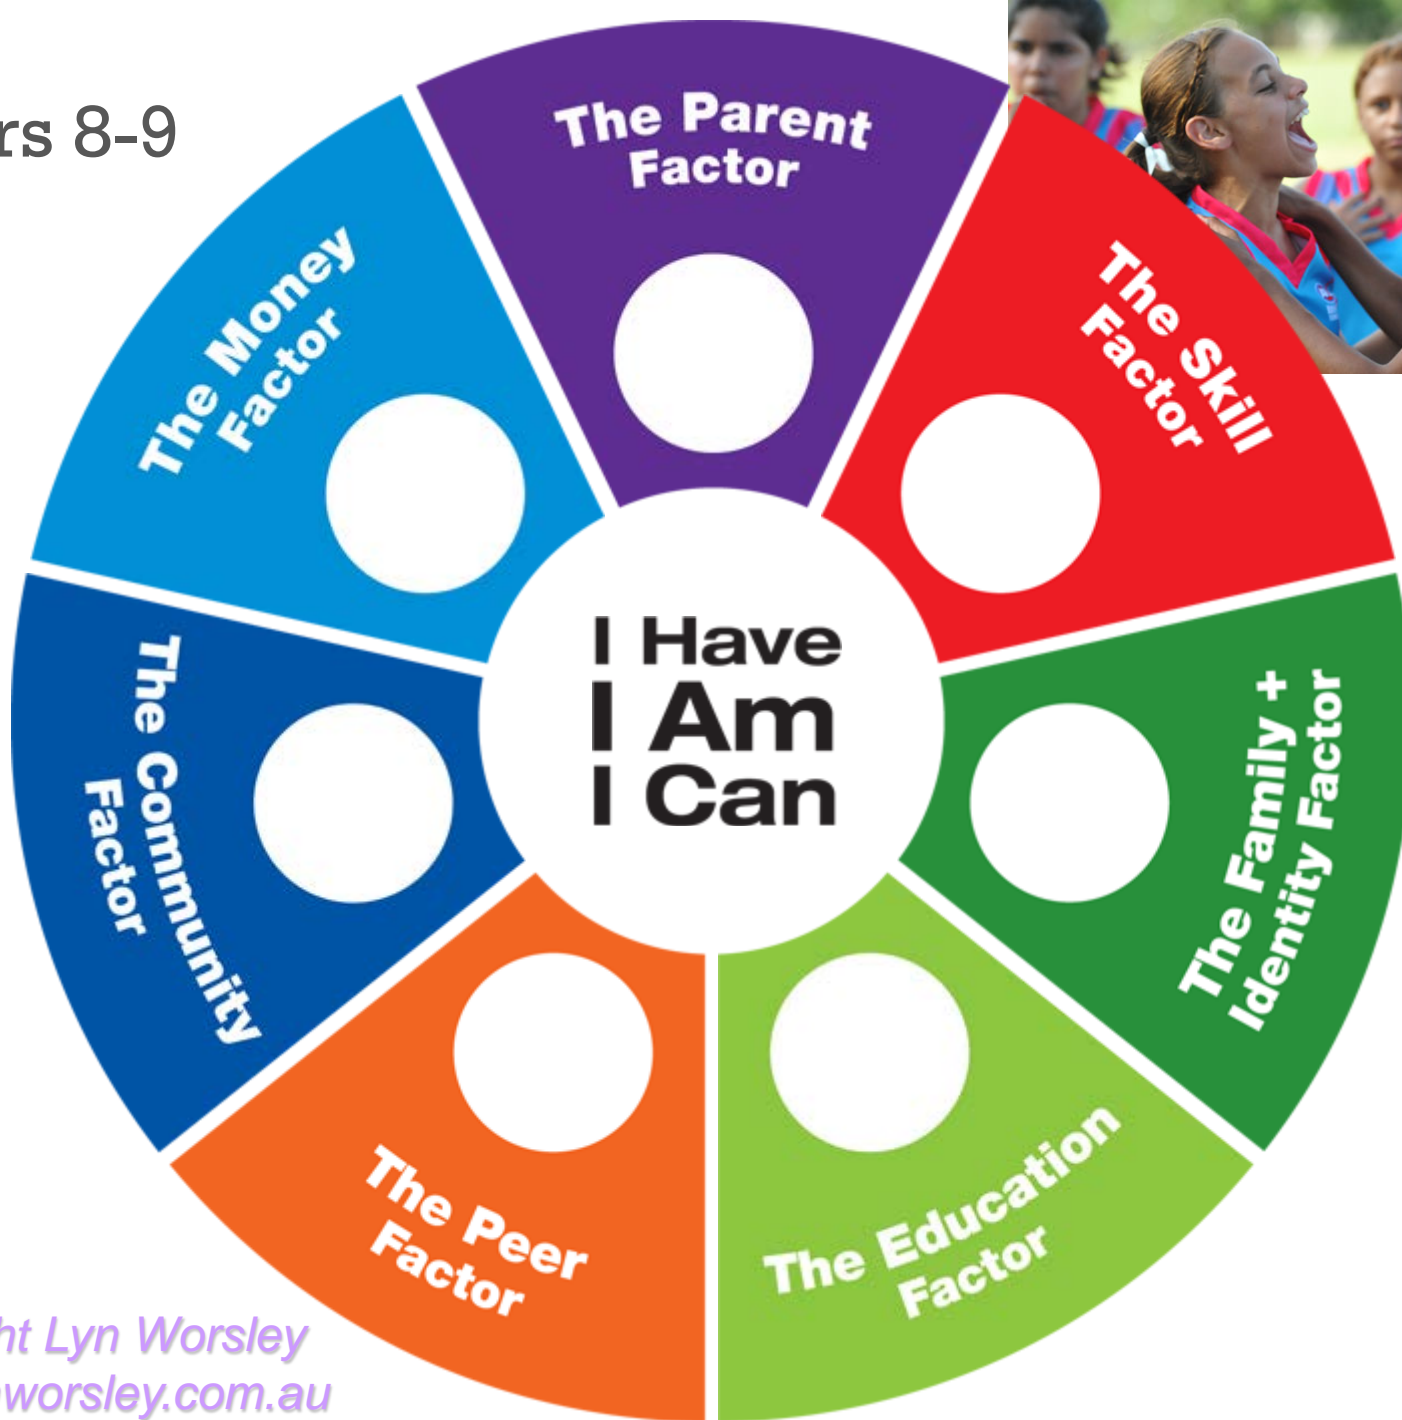 rs 8-9
The Parent
Factor
The Skill
Factor
The Family +
Identity Factor
The Education
Factor
The Peer
Factor
The Community
Factor
The Money
Factor
I Have
I Am
I Can
ht Lyn Worsley
worsley.com.au